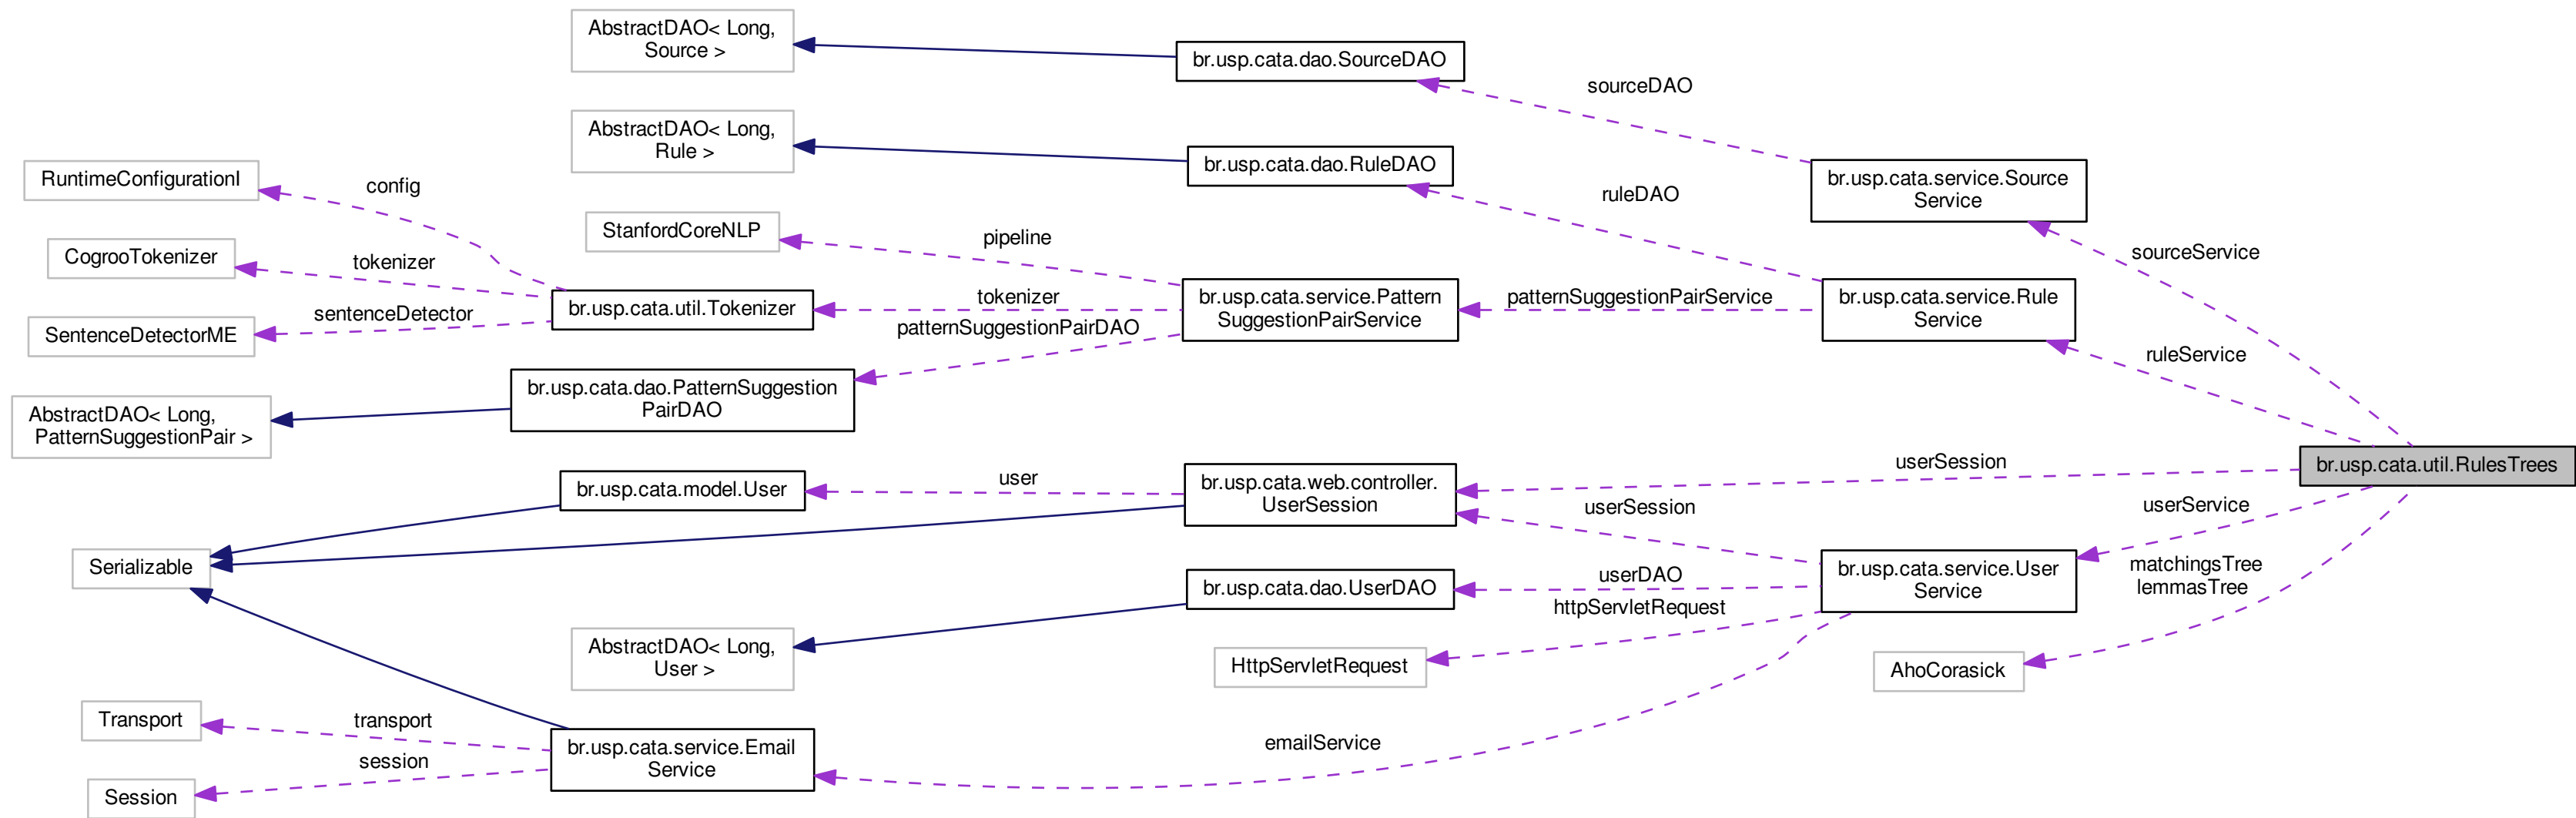 AbstractDAO< Long,
Source >
br.usp.cata.dao.SourceDAO
sourceDAO
AbstractDAO< Long,
Rule >
br.usp.cata.dao.RuleDAO
ruleDAO
br.usp.cata.service.Source
Service
sourceService
RuntimeConfigurationI
config
StanfordCoreNLP
pipeline
CogrooTokenizer
tokenizer
SentenceDetectorME
sentenceDetector
br.usp.cata.util.Tokenizer
tokenizer
patternSuggestionPairDAO
br.usp.cata.service.Pattern
SuggestionPairService
patternSuggestionPairService
br.usp.cata.service.Rule
Service
ruleService
AbstractDAO< Long,
PatternSuggestionPair >
br.usp.cata.dao.PatternSuggestion
PairDAO
br.usp.cata.model.User
user
br.usp.cata.web.controller.
UserSession
userSession
userSession
br.usp.cata.util.RulesTrees
userService
Serializable
br.usp.cata.dao.UserDAO
userDAO
httpServletRequest
br.usp.cata.service.User
Service
matchingsTree
lemmasTree
AbstractDAO< Long,
User >
HttpServletRequest
AhoCorasick
Transport
transport
Session
session
br.usp.cata.service.Email
Service
emailService